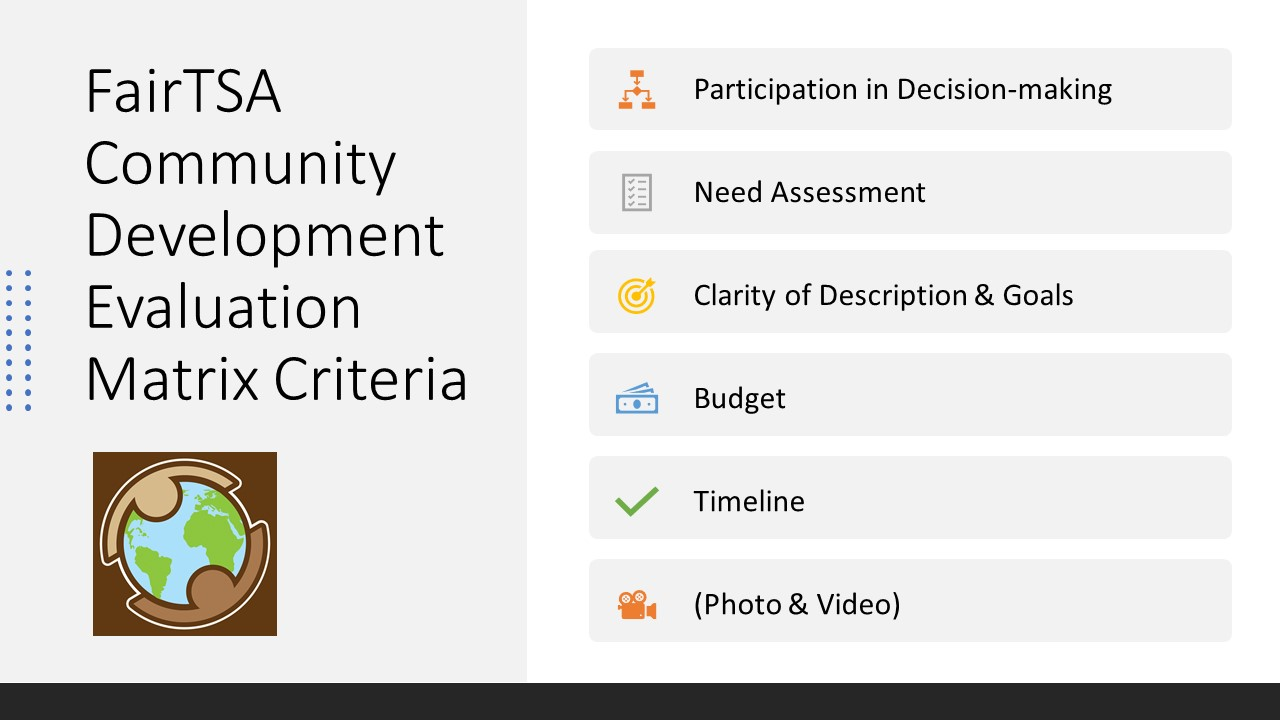 FairTSA
Community
Development
Evaluation
Matrix Criteria
Participation in Decision-making
Need Assessment
Clarity of Description & Goals
Budget
Timeline
(Photo & Video)